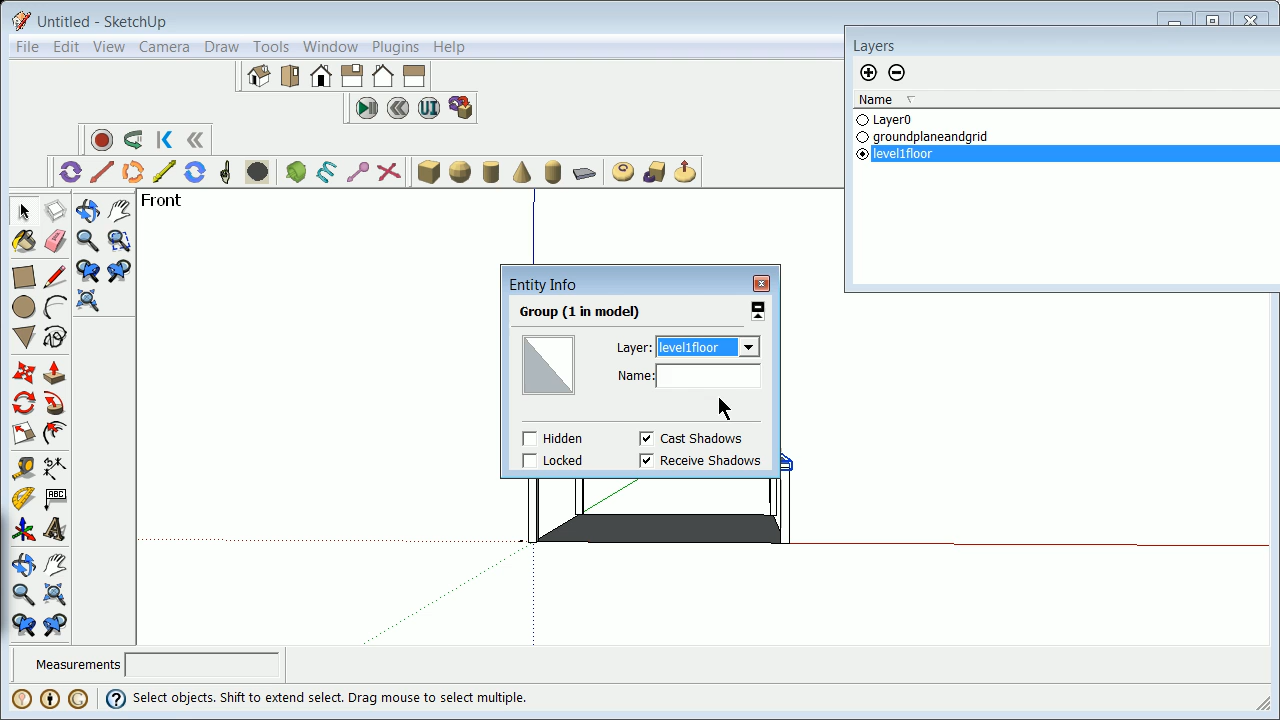 Untitled - SketchUp
File Edit View Camera Draw Tools Window Plugins Help
Layers
Name
Layer0
groundplaneandgrid
level1floor
UI
Front
Entity Info
Group (1 in model)
Layer: level1floor
Name:
Hidden
Cast Shadows
Locked
Receive Shadows
ABC
A
Measurements
Select objects. Shift to extend select. Drag mouse to select multiple.